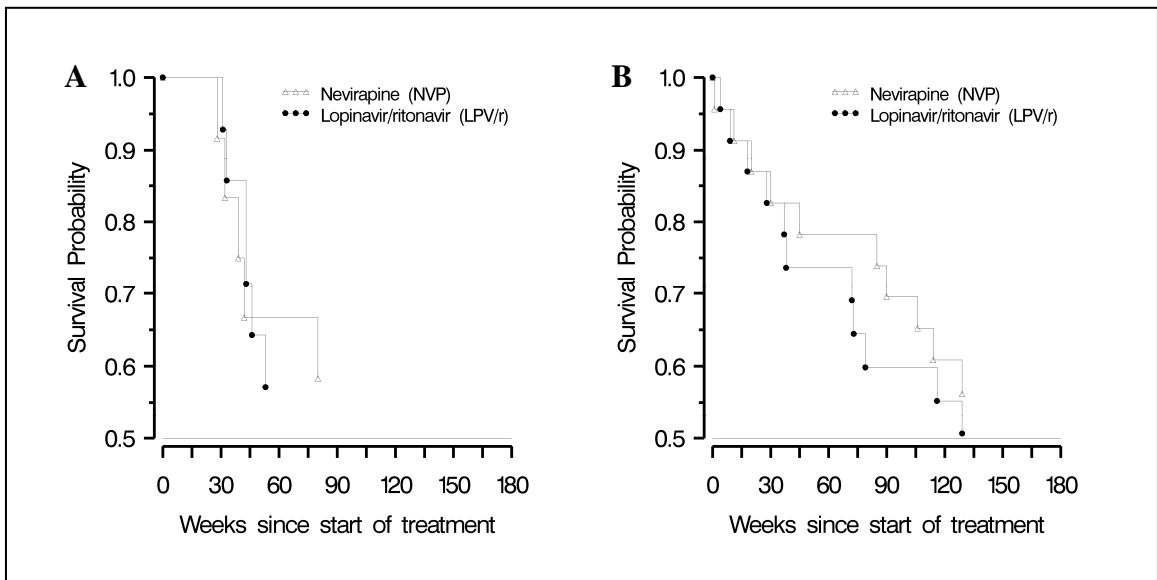 A
Nevirapine (NVP)
Lopinavir/ritonavir (LPV/r)
1.0
0.9
0.8
0.7
0.6
0.5
Survival Probability
0 30 60 90 120 150 180
Weeks since start of treatment
B
Nevirapine (NVP)
Lopinavir/ritonavir (LPV/r)
1.0
0.9
0.8
0.7
0.6
0.5
Survival Probability
0 30 60 90 120 150 180
Weeks since start of treatment